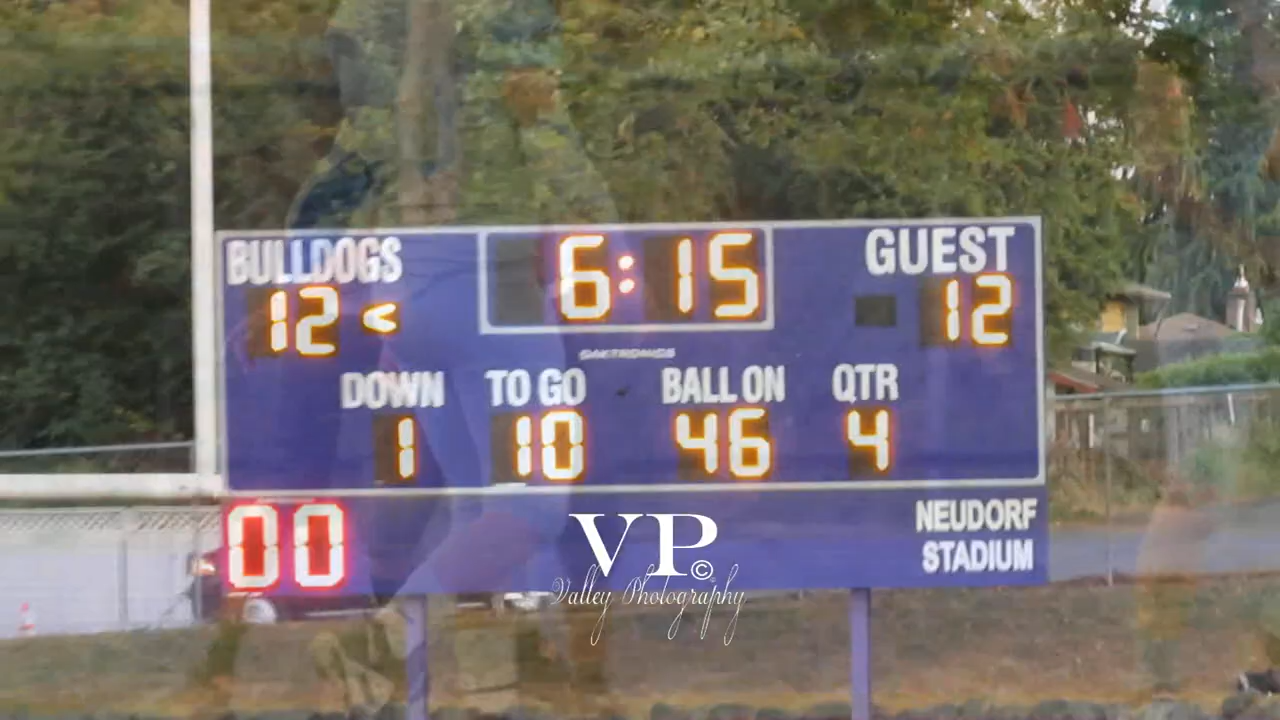 BULLDOGS
6:15
GUEST
12 <
12
DAKTRONICS
DOWN
TO GO
BALL ON
QTR
1
10
46
4
00
NEUDORF
STADIUM
VP©
Valley Photography